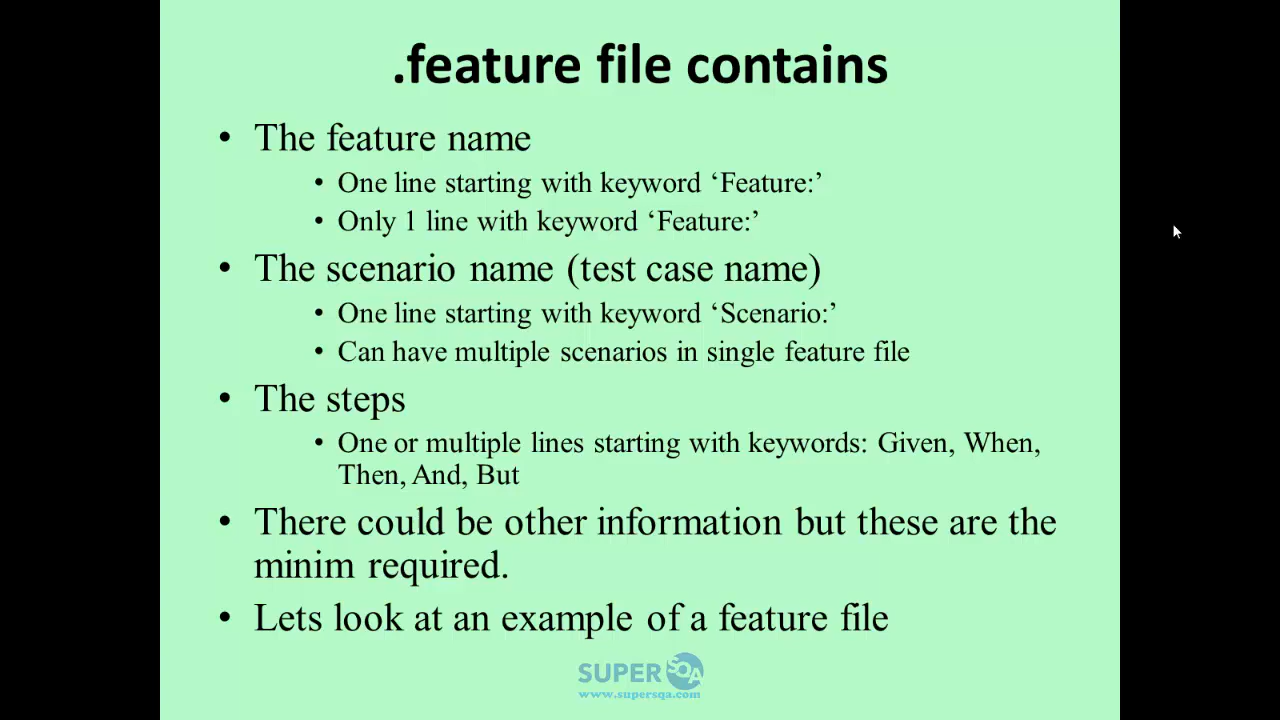 .feature file contains
• The feature name
• One line starting with keyword ‘Feature:’
• Only 1 line with keyword ‘Feature:’
• The scenario name (test case name)
• One line starting with keyword ‘Scenario:’
• Can have multiple scenarios in single feature file
• The steps
• One or multiple lines starting with keywords: Given, When,
Then, And, But
• There could be other information but these are the
minim required.
• Lets look at an example of a feature file
SUPER SQA
www.supersqa.com